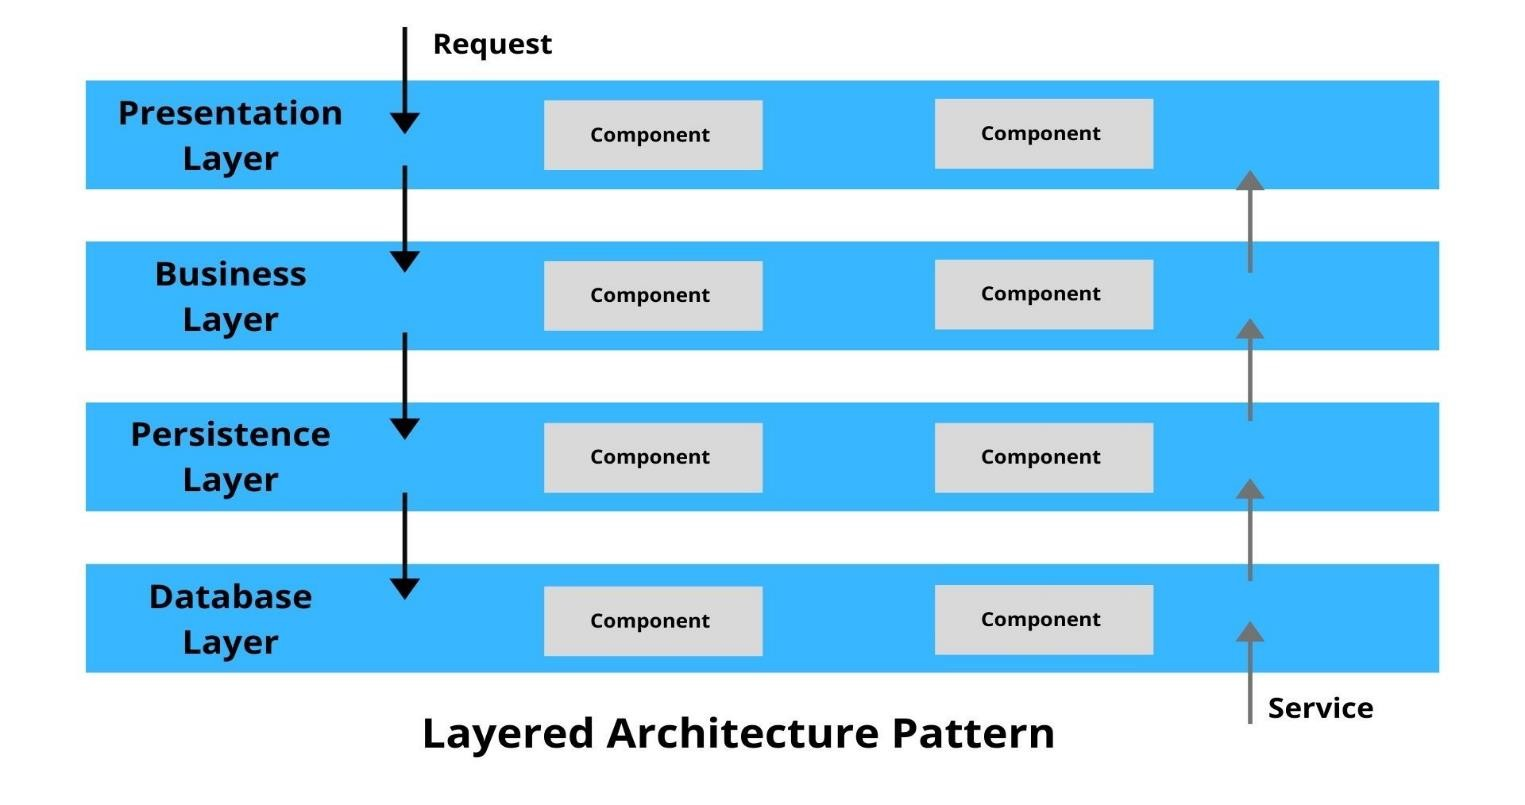 Request
Presentation
Layer
Component
Component
Business
Layer
Component
Component
Persistence
Layer
Component
Component
Database
Layer
Component
Component
Service
Layered Architecture Pattern